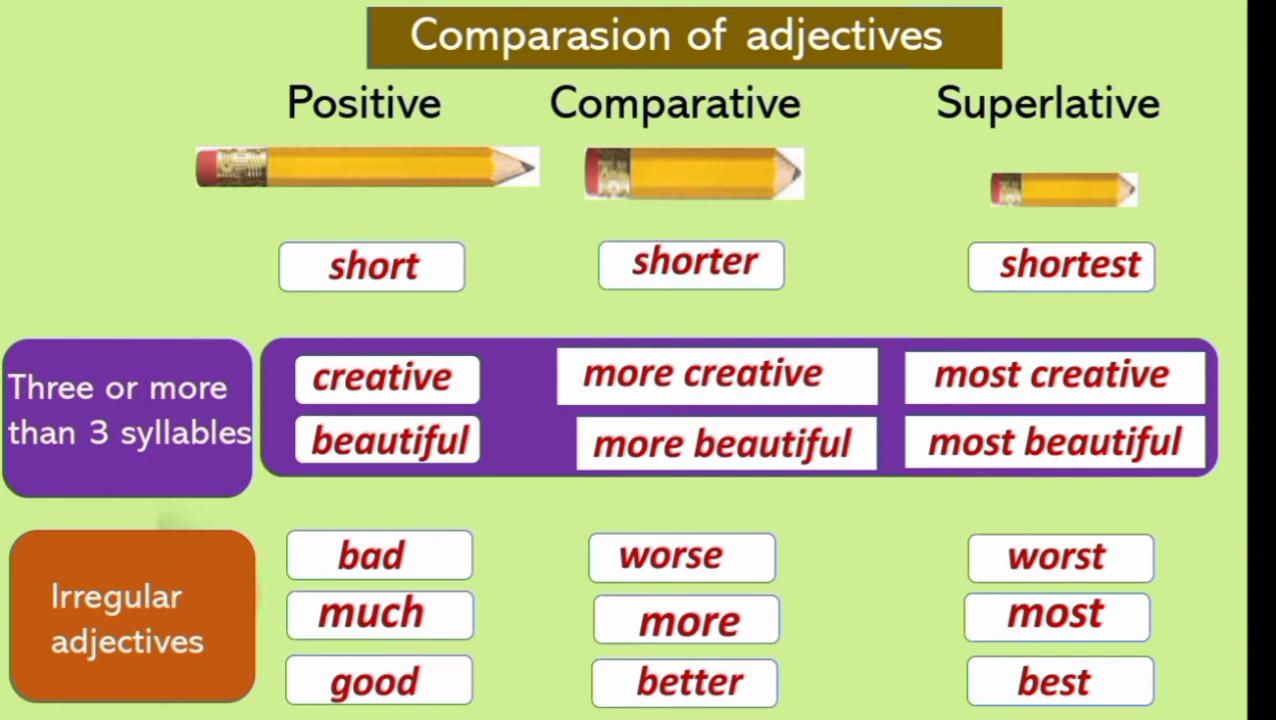 Comparasion of adjectives
Positive Comparative Superlative
short shorter shortest
Three or more
than 3 syllables
creative more creative most creative
beautiful more beautiful most beautiful
Irregular
adjectives
bad worse worst
much more most
good better best